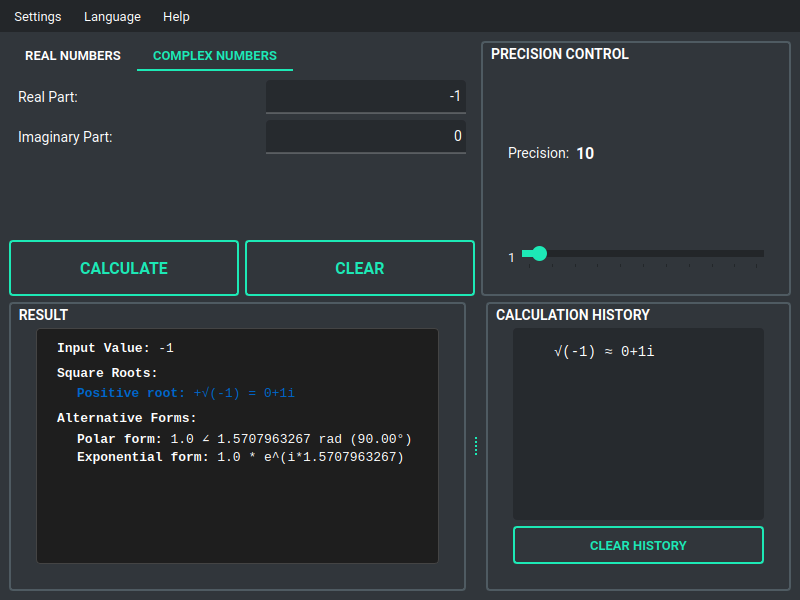 Settings Language Help
REAL NUMBERS COMPLEX NUMBERS
Real Part: -1
Imaginary Part: 0
CALCULATE CLEAR
PRECISION CONTROL
Precision: 10
1
RESULT
Input Value: -1
Square Roots:
Positive root: +√(-1) = 0+1i
Alternative Forms:
Polar form: 1.0 ∠ 1.5707963267 rad (90.00°)
Exponential form: 1.0 * e^(i*1.5707963267)
CALCULATION HISTORY
√(-1) ≈ 0+1i
CLEAR HISTORY